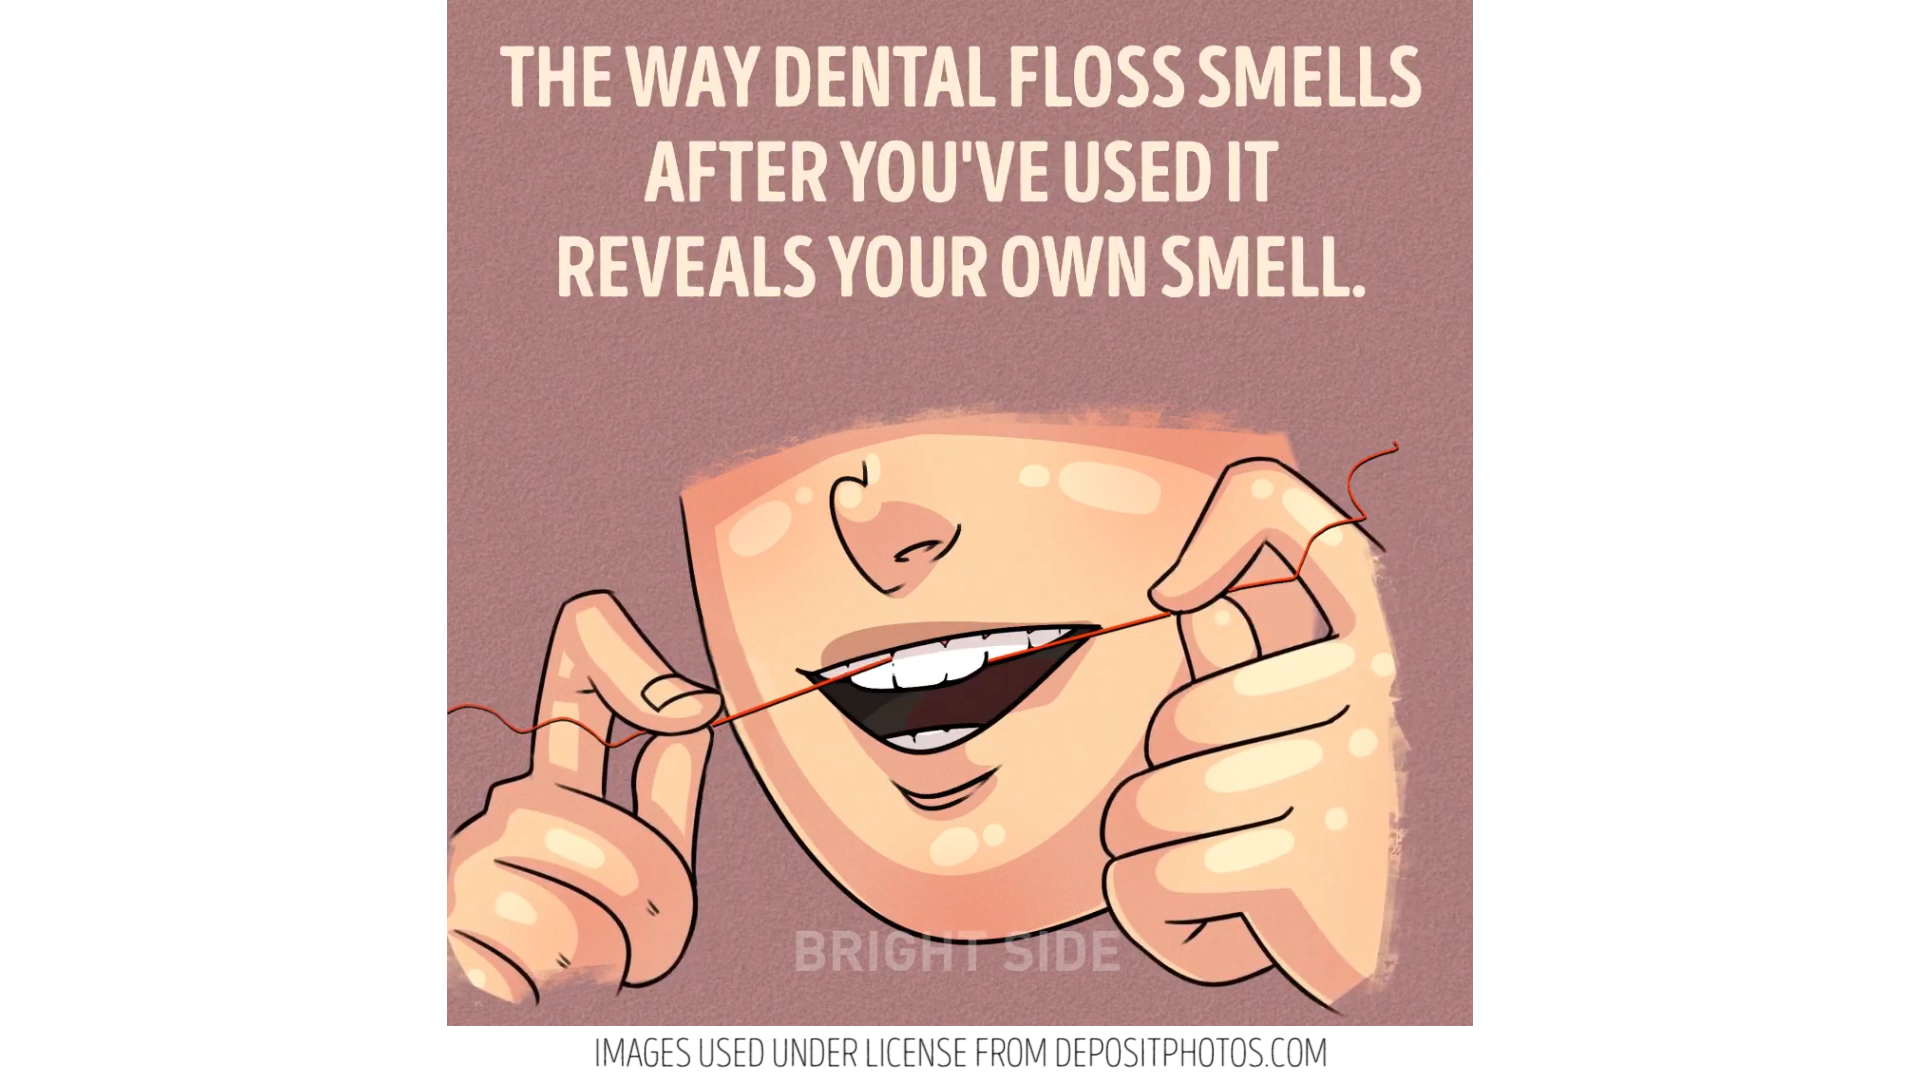 THE WAY DENTAL FLOSS SMELLS
AFTER YOU'VE USED IT
REVEALS YOUR OWN SMELL.
BRIGHT SIDE
IMAGES USED UNDER LICENSE FROM DEPOSITPHOTOS.COM